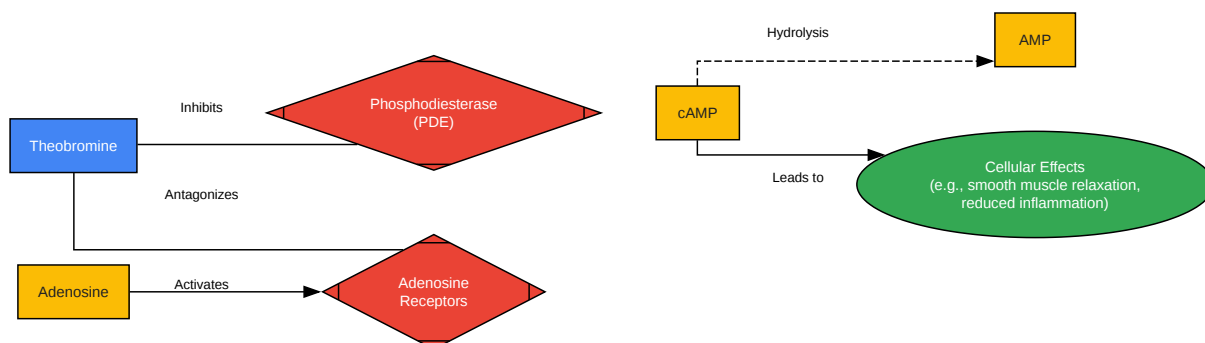 Theobromine
Inhibits
Phosphodiesterase
(PDE)
Antagonizes
Adenosine
Activates
Adenosine
Receptors
Hydrolysis
AMP
cAMP
Leads to
Cellular Effects
(e.g., smooth muscle relaxation,
reduced inflammation)